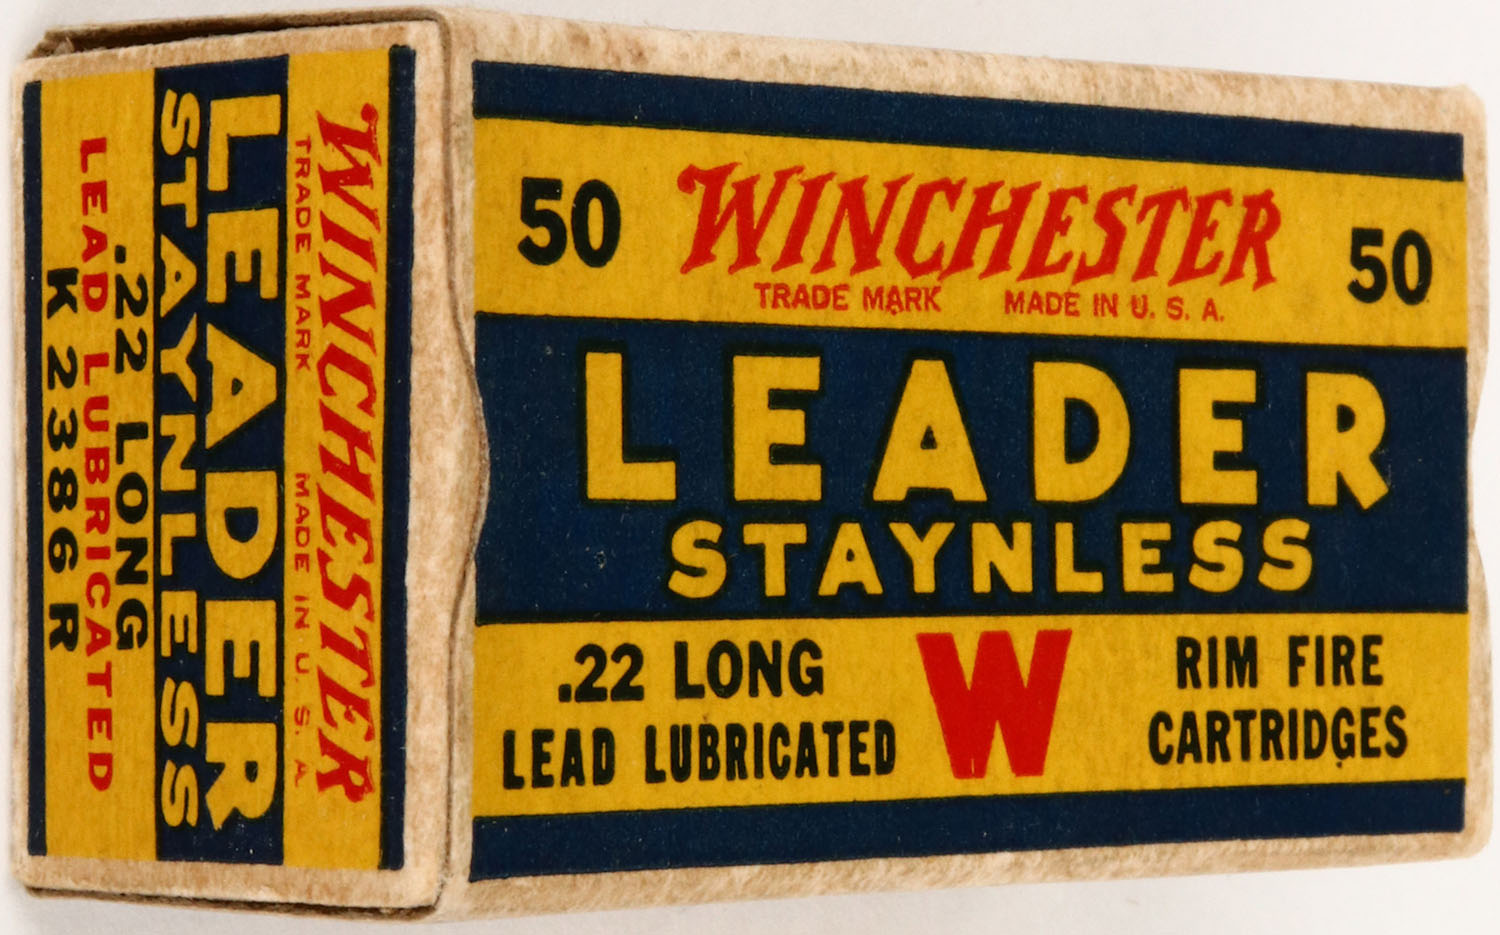 50 WINCHESTER 50
TRADE MARK MADE IN U. S. A.
LEADER
STAYNLESS
.22 LONG
LEAD LUBRICATED
W
RIM FIRE
CARTRIDGES
WINCHESTER
TRADE MARK MADE IN U. S. A.
LEADER
STAYNLESS
.22 LONG
LEAD LUBRICATED
K 2386 R